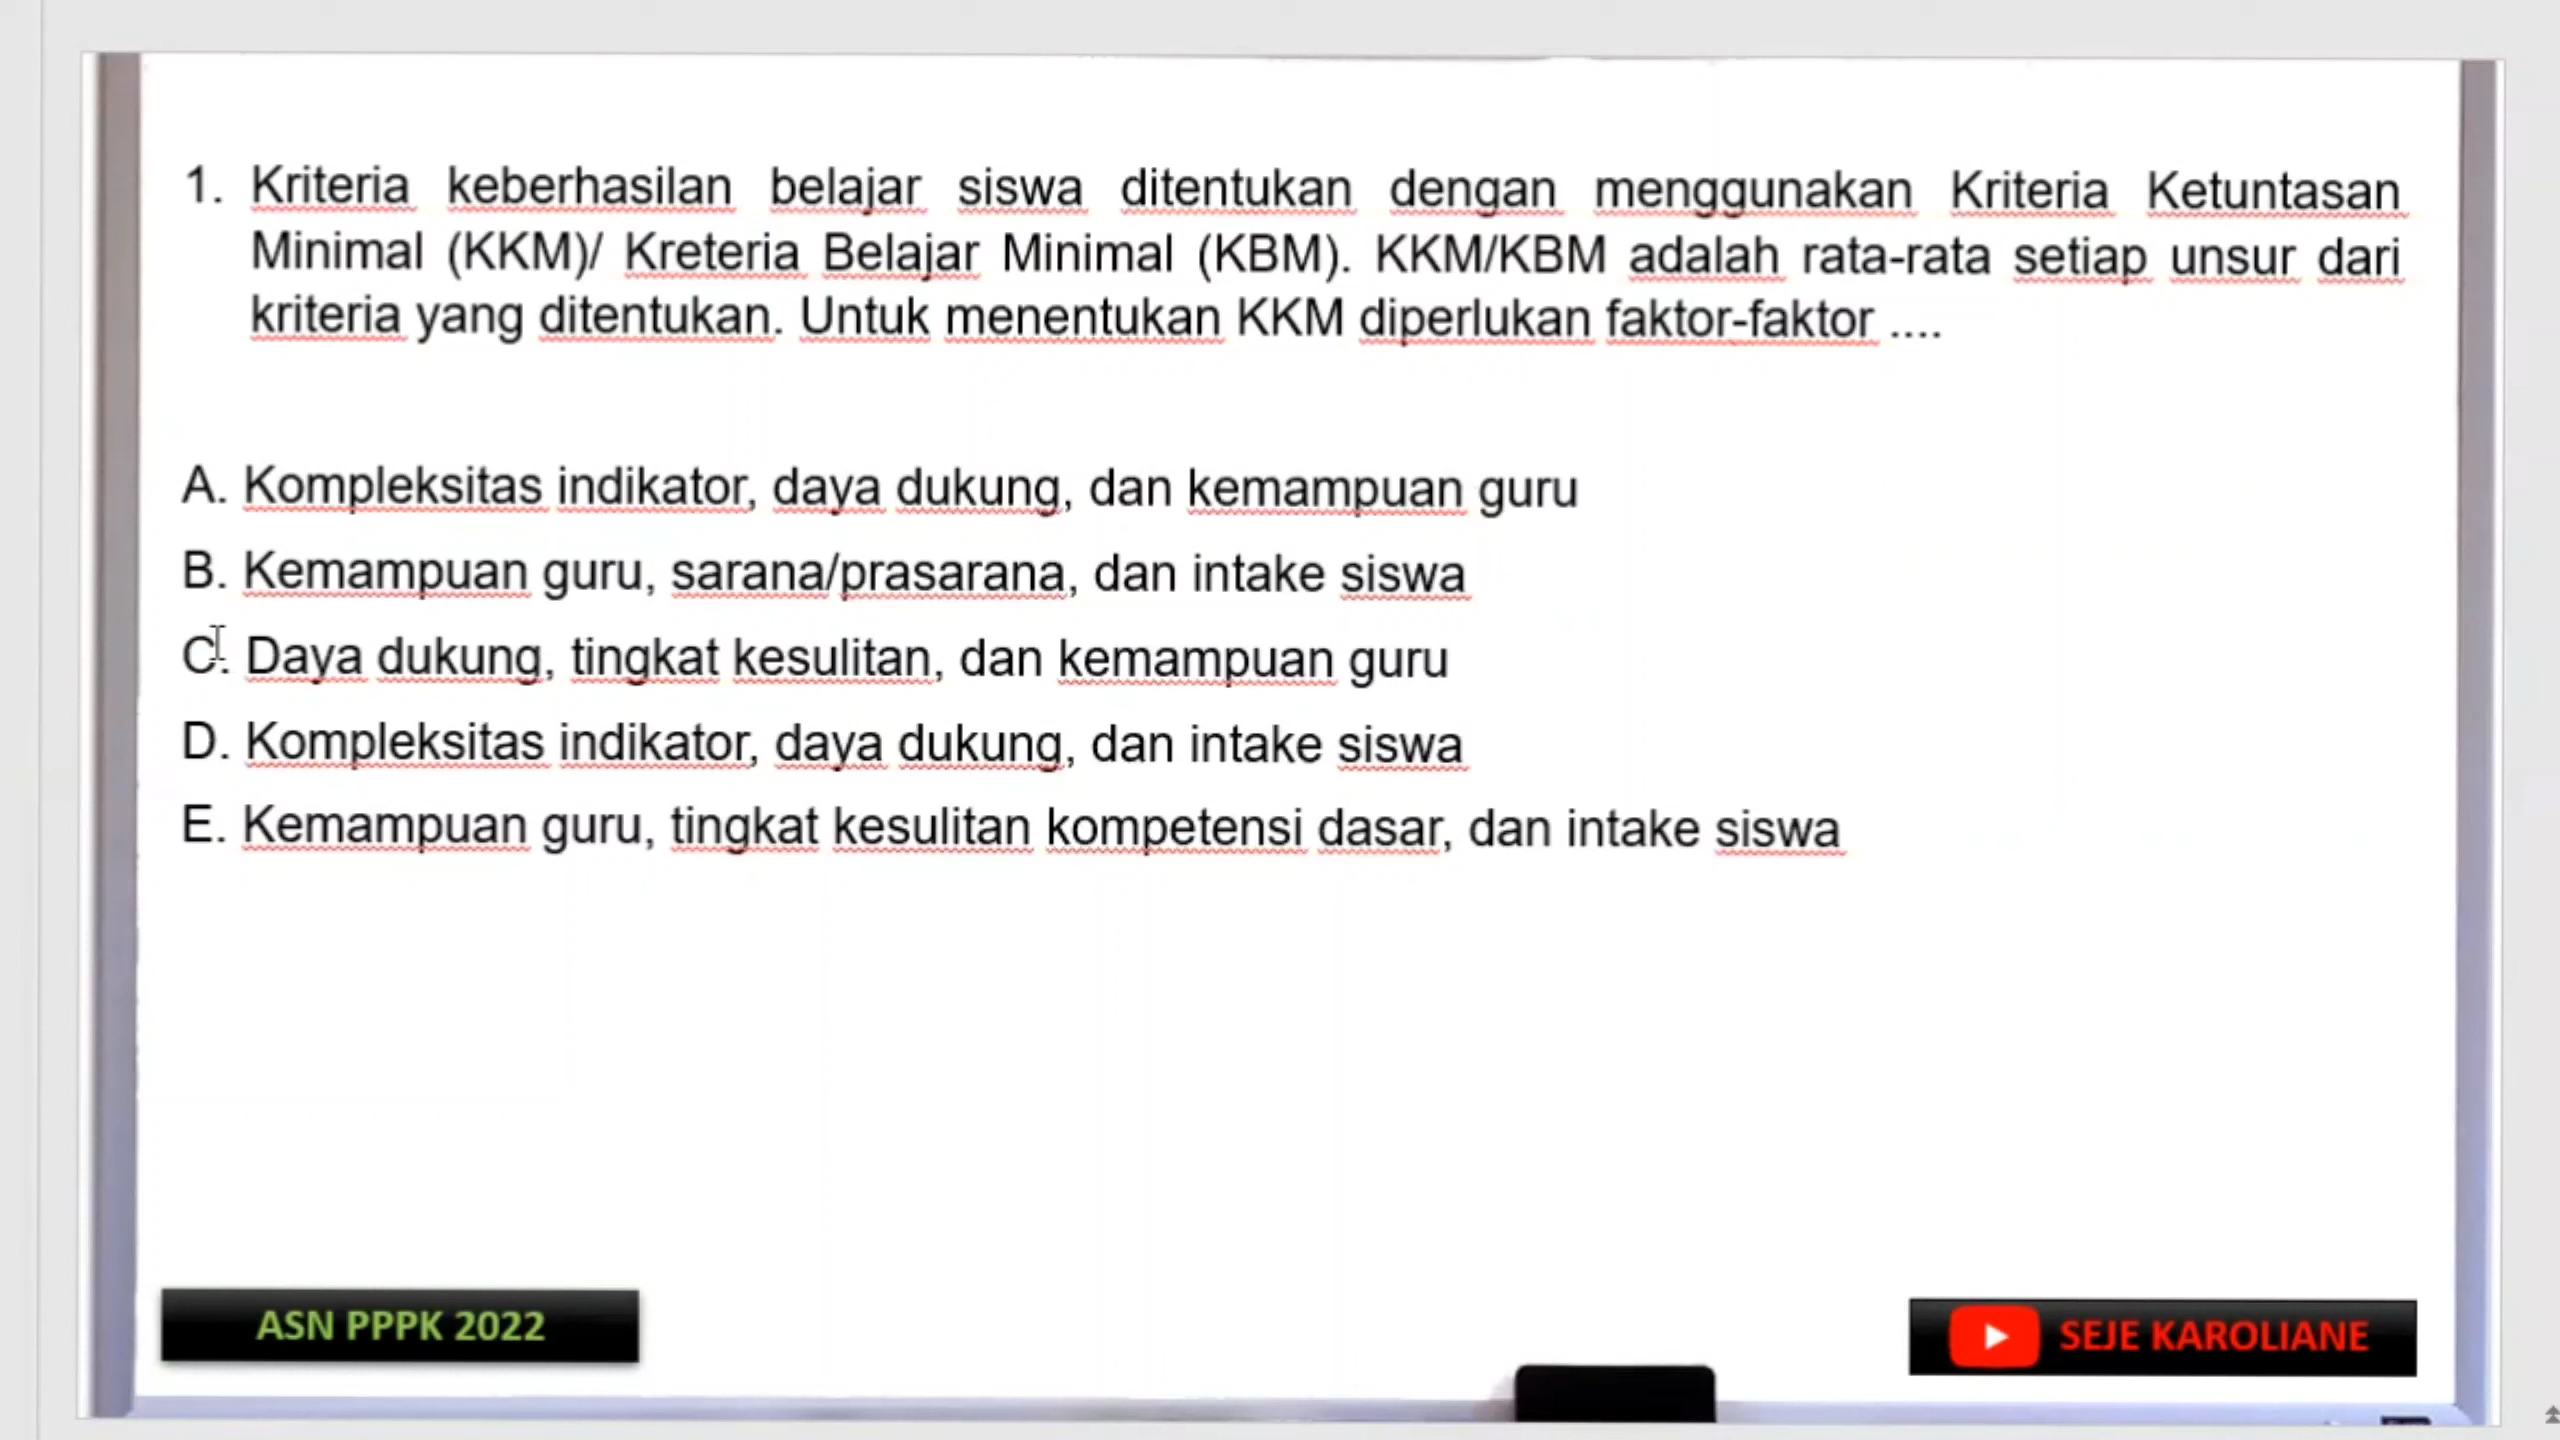 1. Kriteria keberhasilan belajar siswa ditentukan dengan menggunakan Kriteria Ketuntasan
Minimal (KKM)/ Kreteria Belajar Minimal (KBM). KKM/KBM adalah rata-rata setiap unsur dari
kriteria yang ditentukan. Untuk menentukan KKM diperlukan faktor-faktor ....
A. Kompleksitas indikator, daya dukung, dan kemampuan guru
B. Kemampuan guru, sarana/prasarana, dan intake siswa
C. Daya dukung, tingkat kesulitan, dan kemampuan guru
D. Kompleksitas indikator, daya dukung, dan intake siswa
E. Kemampuan guru, tingkat kesulitan kompetensi dasar, dan intake siswa
ASN PPPK 2022
SEJE KAROLIANE